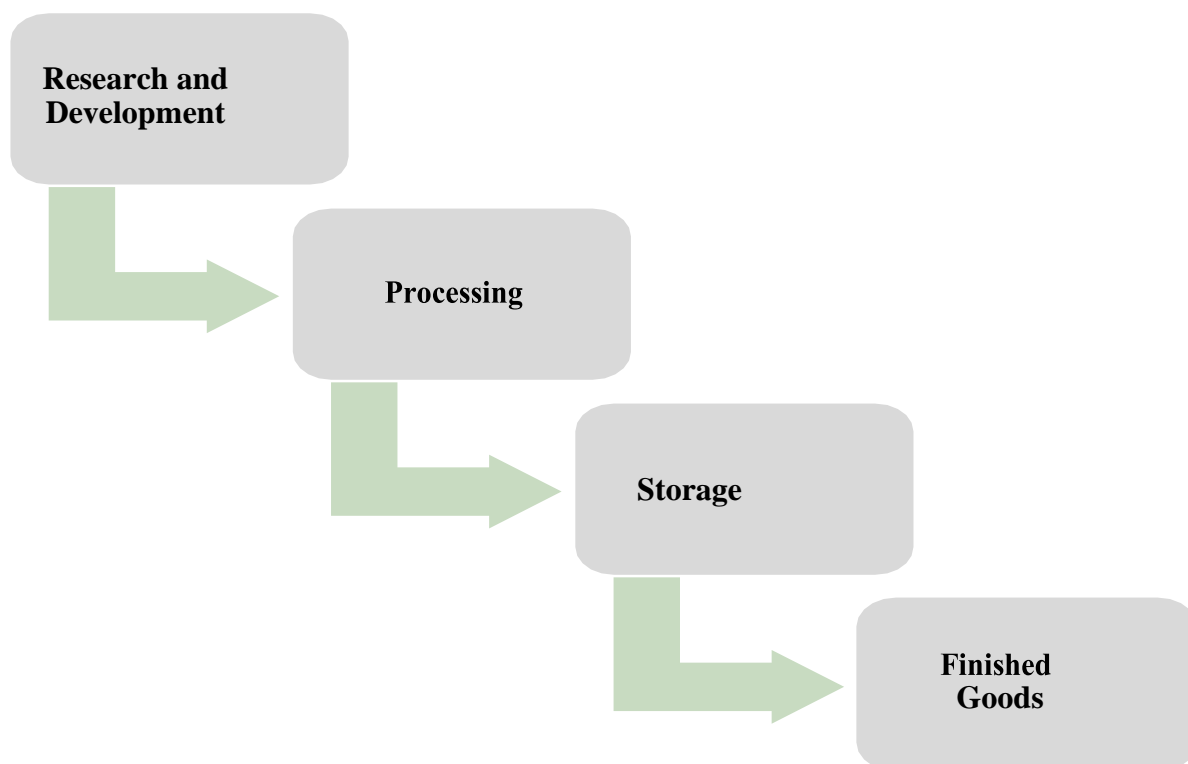 Research and
Development
Processing
Storage
Finished
Goods